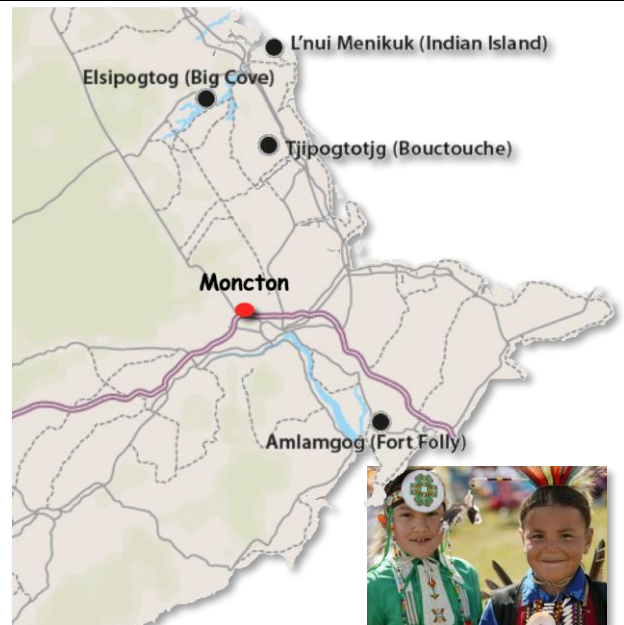 L'nui Menikuk (Indian Island)
Elsipogtog (Big Cove)
Tjipogtotjg (Bouctouche)
Moncton
Amlamgog (Fort Folly)